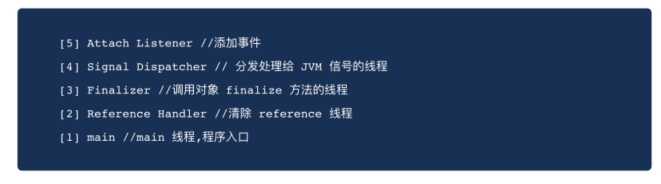 [5] Attach Listener //添加事件
[4] Signal Dispatcher // 分发处理给 JVM 信号的线程
[3] Finalizer //调用对象 finalize 方法的线程
[2] Reference Handler //清除 reference 线程
[1] main //main 线程,程序入口